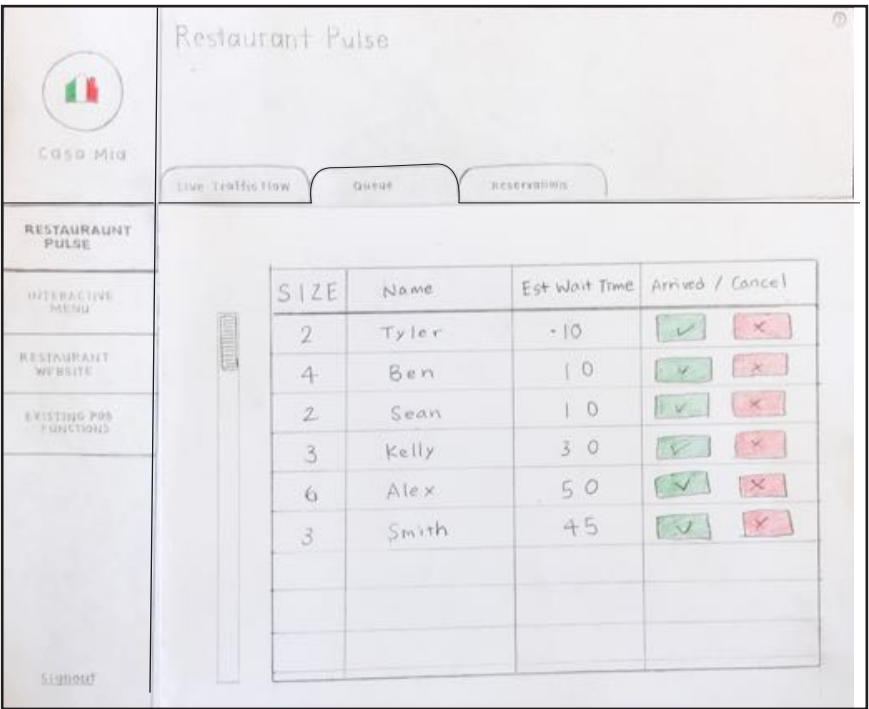 Restaurant Pulse
?
Casa Mia
Live Traffic Flow
Queue
Reservations
RESTAURAUNT
PULSE
INTERACTIVE
MENU
RESTAURANT
WEBSITE
EXISTING POS
FUNCTIONS
Signout
SIZE Name Est Wait Time Arrived / Cancel
2 Tyler -10
4 Ben 10
2 Sean 10
3 Kelly 30
6 Alex 50
3 Smith 45